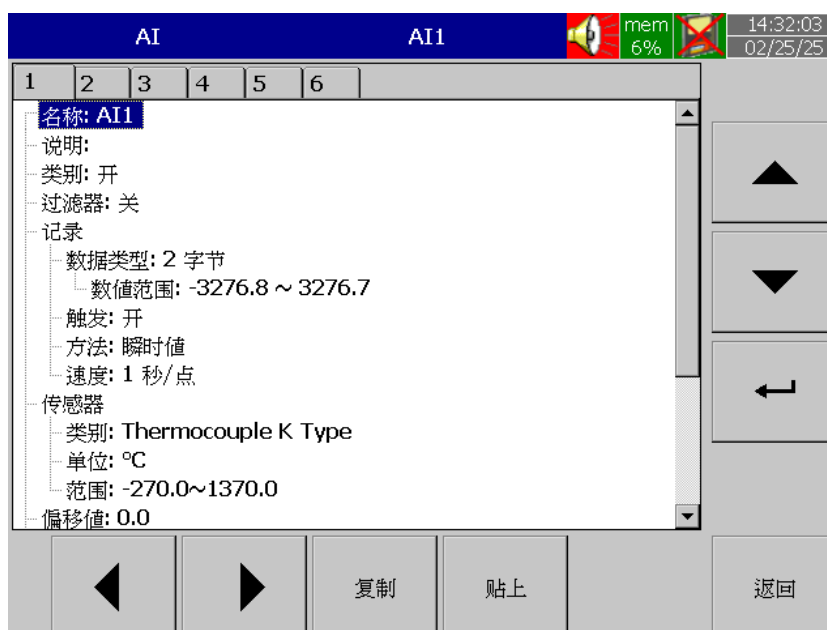 AI
AI1
mem
6%
14:32:03
02/25/25
1 2 3 4 5 6
名称: AI1
说明:
类别: 开
过滤器: 关
记录
数据类型: 2 字节
数值范围: -3276.8 ~ 3276.7
触发: 开
方法: 瞬时值
速度: 1 秒/点
传感器
类别: Thermocouple K Type
单位: °C
范围: -270.0~1370.0
偏移值: 0.0
复制
贴上
返回